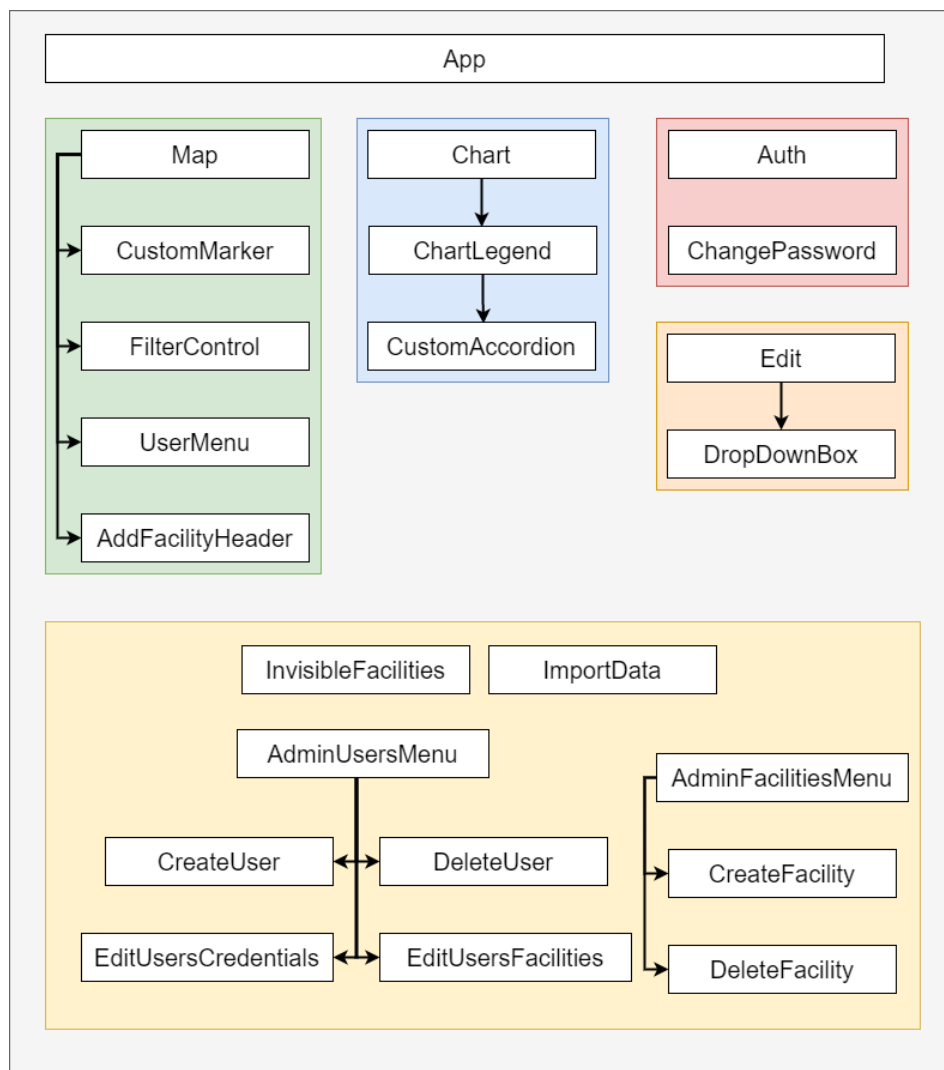 App
Map
CustomMarker
FilterControl
UserMenu
AddFacilityHeader
Chart
ChartLegend
CustomAccordion
Auth
ChangePassword
Edit
DropDownBox
InvisibleFacilities
ImportData
AdminUsersMenu
CreateUser
DeleteUser
EditUsersCredentials
EditUsersFacilities
AdminFacilitiesMenu
CreateFacility
DeleteFacility